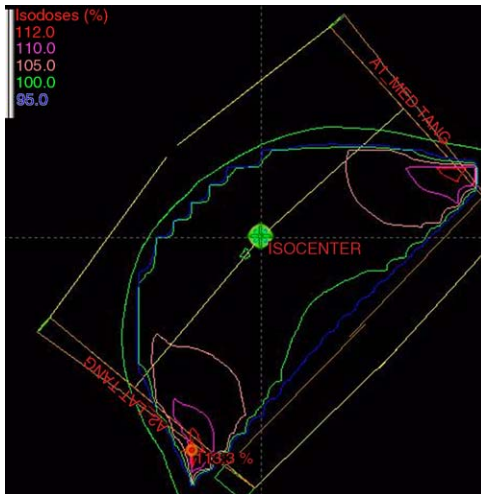 Isodoses (%)
112.0
110.0
105.0
100.0
95.0
A1 MED TANG
ISOCENTER
A2 LAT TANG
113.3 %